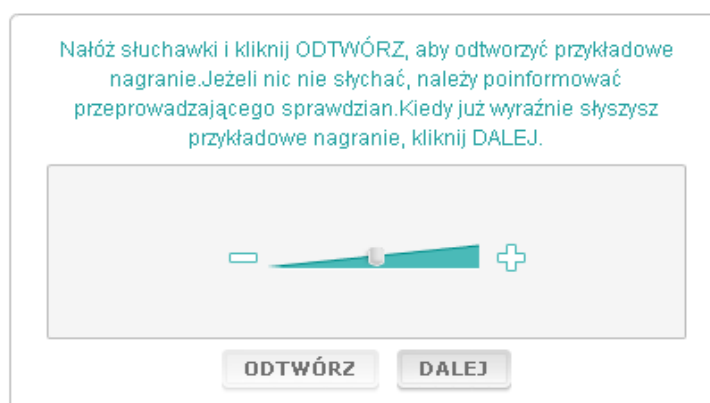 Nałóż słuchawki i kliknij ODTWÓRZ, aby odtworzyć przykładowe
nagranie.Jeżeli nic nie słychać, należy poinformować
przeprowadzającego sprawdzian.Kiedy już wyraźnie słyszysz
przykładowe nagranie, kliknij DALEJ.
ODTWÓRZ DALEJ